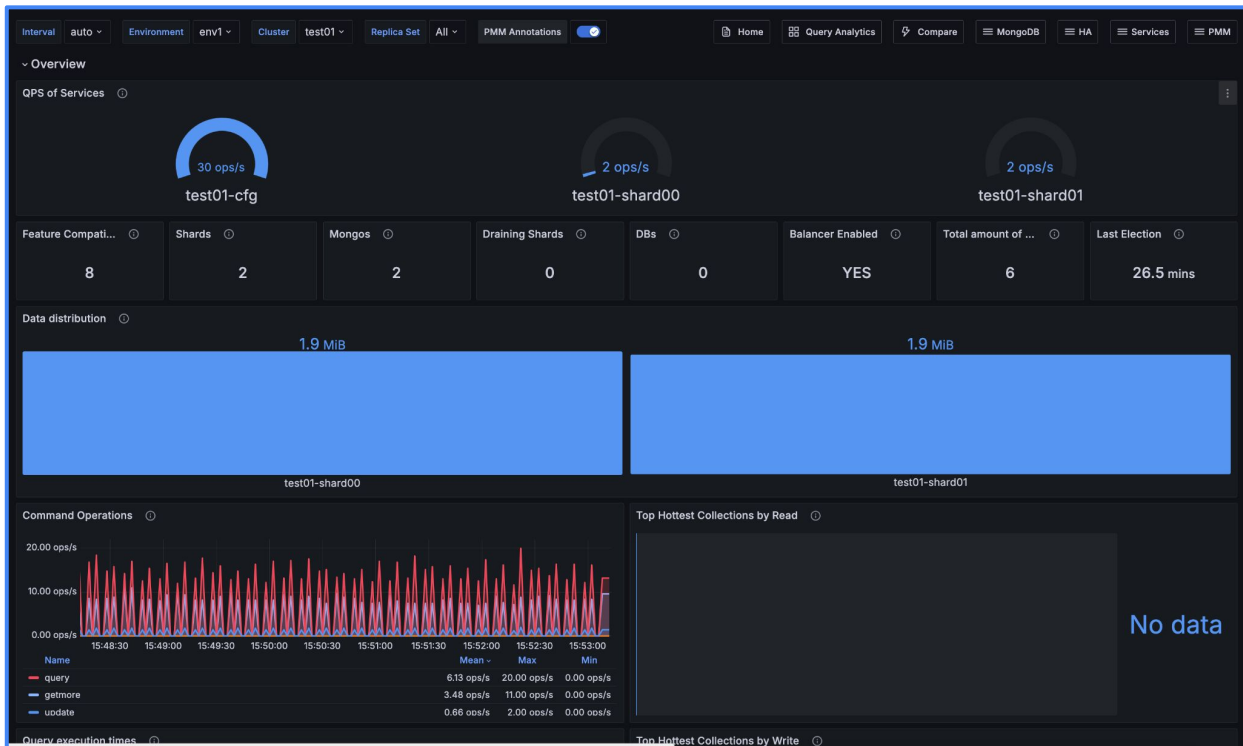 Interval auto Environment env1 Cluster test01 Replica Set All PMM Annotations Home Query Analytics Compare MongoDB HA Services PMM
Overview
QPS of Services
30 ops/s 2 ops/s 2 ops/s
test01-cfg test01-shard00 test01-shard01
Feature Compati... Shards Mongos Draining Shards DBs Balancer Enabled Total amount of ... Last Election
8 2 2 0 0 YES 6 26.5 mins
Data distribution
1.9 MiB 1.9 MiB
test01-shard00 test01-shard01
Command Operations Top Hottest Collections by Read
20.00 ops/s
10.00 ops/s
0.00 ops/s
15:48:30 15:49:00 15:49:30 15:50:00 15:50:30 15:51:00 15:51:30 15:52:00 15:52:30 15:53:00
Name Mean Max Min
query 6.13 ops/s 20.00 ops/s 0.00 ops/s
getmore 3.48 ops/s 11.00 ops/s 0.00 ops/s
update 0.66 ops/s 2.00 ops/s 0.00 ops/s
No data
Query execution times Top Hottest Collections by Write